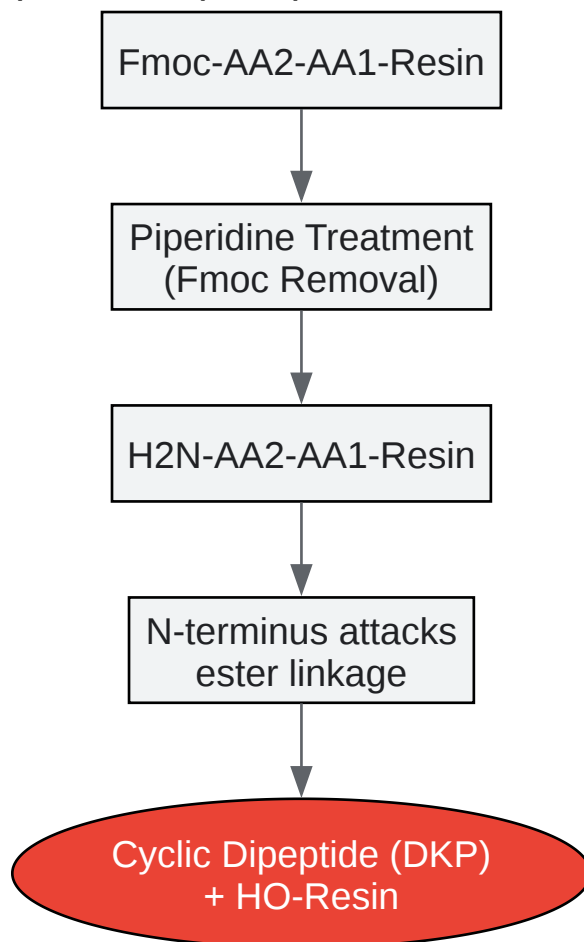 Fmoc-AA2-AA1-Resin
Piperidine Treatment
(Fmoc Removal)
H2N-AA2-AA1-Resin
N-terminus attacks
ester linkage
Cyclic Dipeptide (DKP)
+ HO-Resin